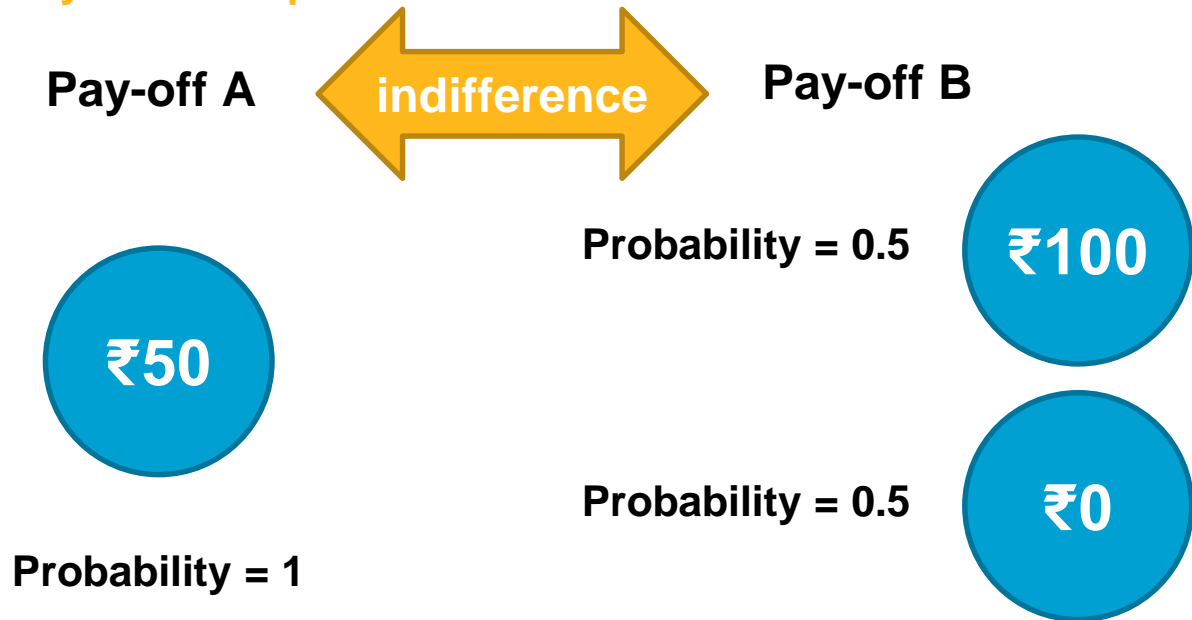 Pay-off A
indifference
Pay-off B
Probability = 0.5
₹100
₹50
Probability = 0.5
₹0
Probability = 1